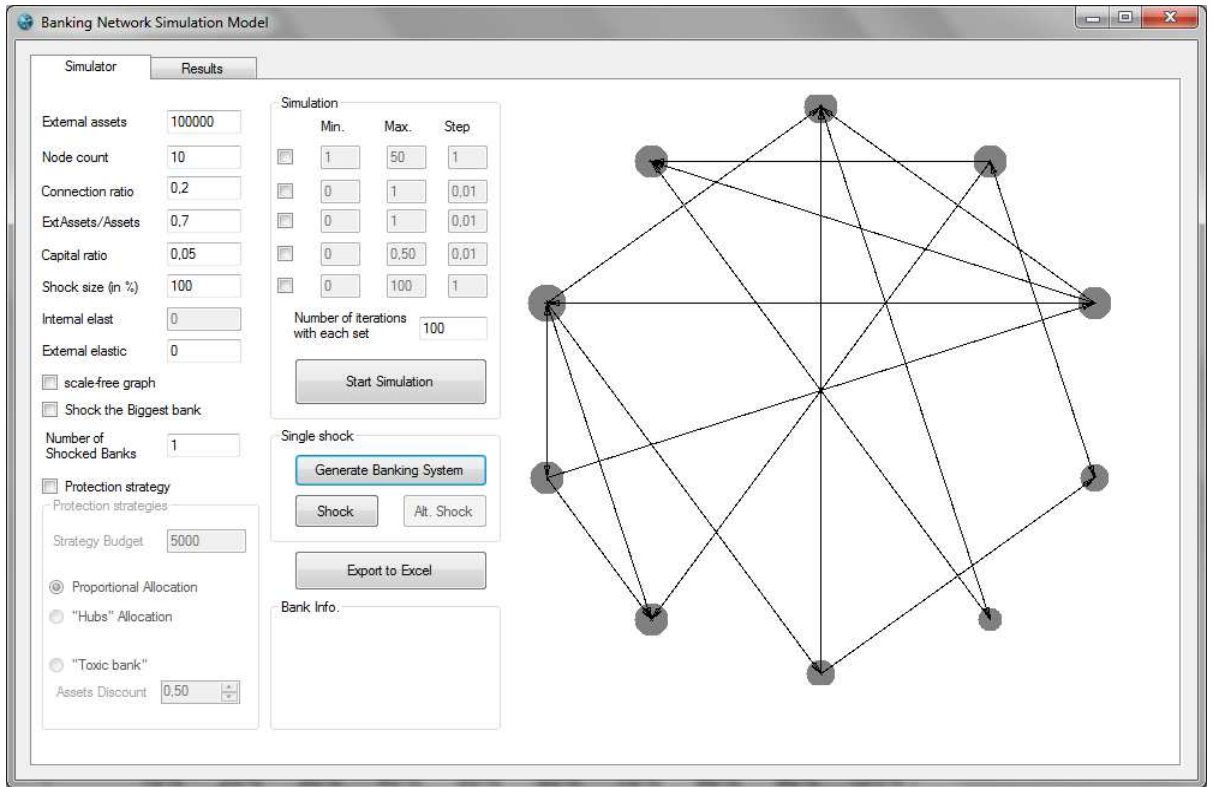 Banking Network Simulation Model
Simulator
Results
External assets 100000
Node count 10
Connection ratio 0,2
ExtAssets/Assets 0,7
Capital ratio 0,05
Shock size (in %) 100
Internal elast 0
External elastic 0
scale-free graph
Shock the Biggest bank
Number of
Shocked Banks 1
Protection strategy
Protection strategies
Strategy Budget 5000
Proportional Allocation
"Hubs" Allocation
"Toxic bank"
Assets Discount 0,50
Simulation
Min. Max. Step
1 50 1
0 1 0,01
0 1 0,01
0 0,50 0,01
0 100 1
Number of iterations
with each set 100
Start Simulation
Single shock
Generate Banking System
Shock
Alt. Shock
Export to Excel
Bank Info.